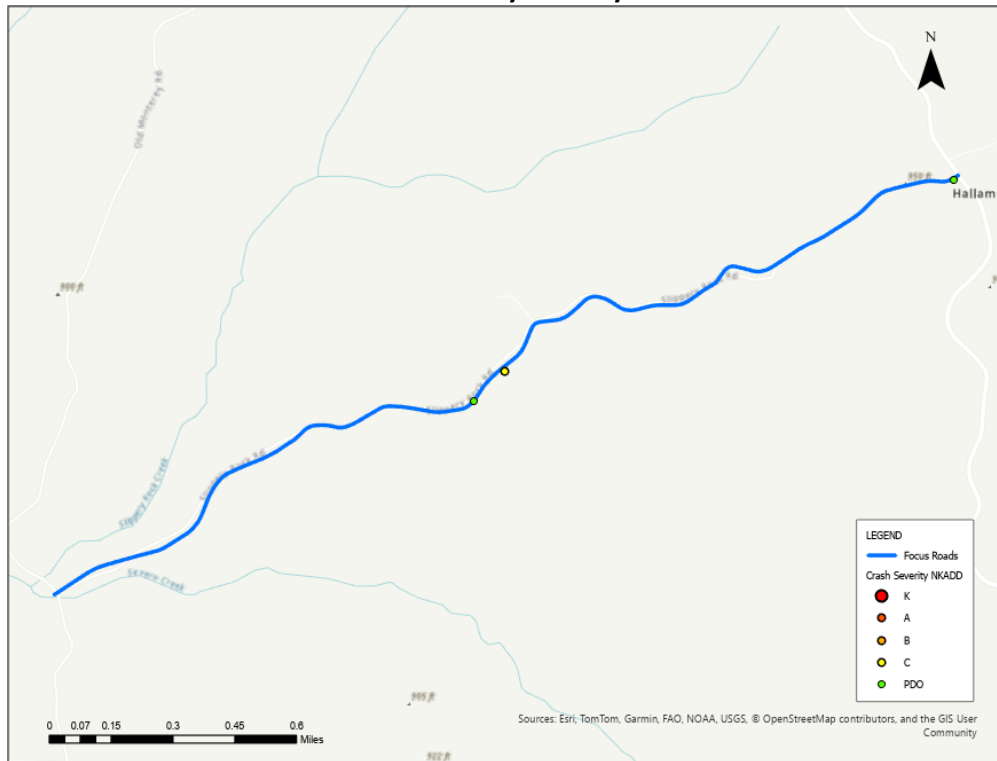 N
Old Monterey Rd
950 ft
Hallam
900 ft
Slippery Rock Rd
Slippery Rock Rd
Slippery Rock Rd
Slippery Rock Creek
Severn Creek
LEGEND
Focus Roads
Crash Severity NKADD
K
A
B
C
PDO
905 ft
0 0.07 0.15 0.3 0.45 0.6
Miles
Sources: Esri, TomTom, Garmin, FAO, NOAA, USGS, © OpenStreetMap contributors, and the GIS User
Community
922 ft